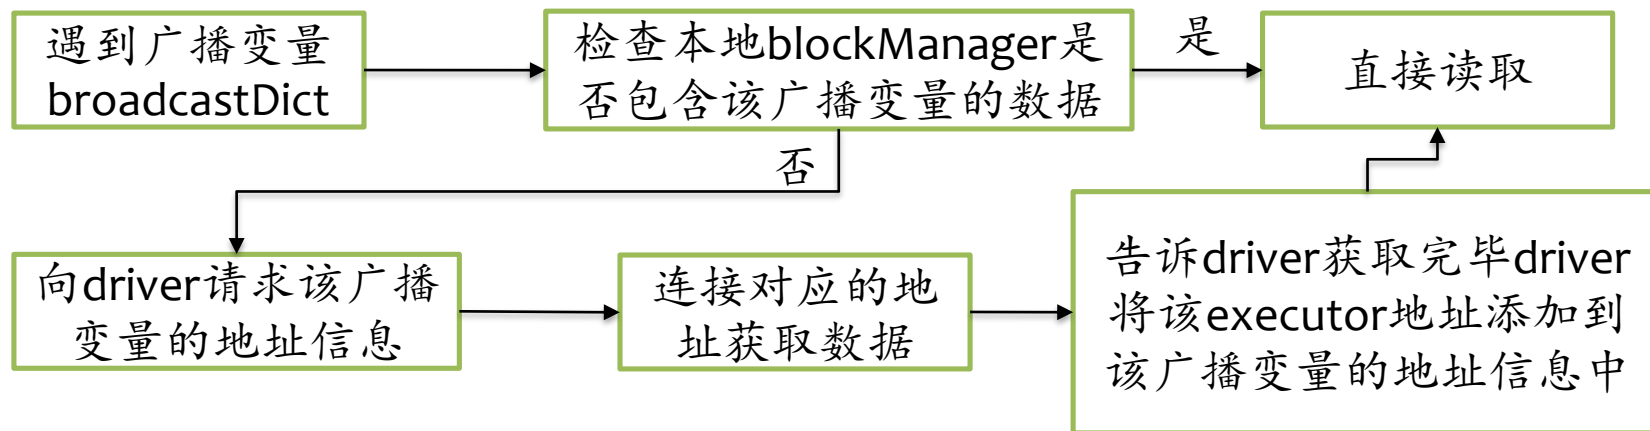 遇到广播变量
broadcastDict
检查本地blockManager是
否包含该广播变量的数据
是
直接读取
否
向driver请求该广播
变量的地址信息
连接对应的地
址获取数据
告诉driver获取完毕driver
将该executor地址添加到
该广播变量的地址信息中